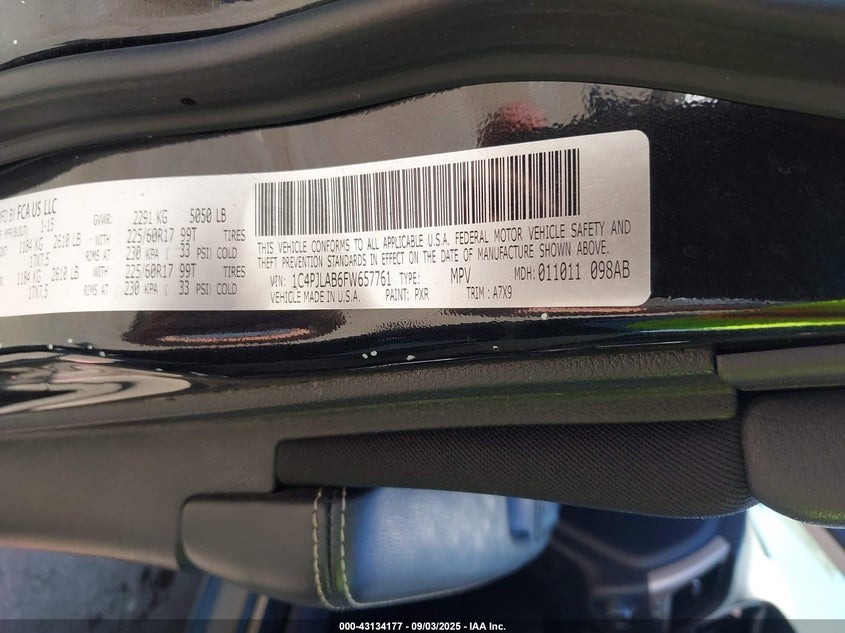 MFD BY FCA US LLC GVWR: 2291 KG 5050 LB
1-15
1184 KG 2610 LB WITH 225/60R17 99T TIRES
17X7.5 RIMS AT 230 KPA ( 33 PSI) COLD
1184 KG 2610 LB WITH 225/60R17 99T TIRES
17X7.5 RIMS AT 230 KPA ( 33 PSI) COLD
THIS VEHICLE CONFORMS TO ALL APPLICABLE U.S.A. FEDERAL MOTOR VEHICLE SAFETY AND
THEFT PREVENTION STANDARDS IN EFFECT ON THE DATE OF MANUFACTURE SHOWN ABOVE.
VIN: 1C4PJLAB6FW657761 TYPE: MPV MDH: 011011 098AB
VEHICLE MADE IN U.S.A. PAINT: PXR TRIM: A7X9
000-43134177 - 09/03/2025 - IAA Inc.